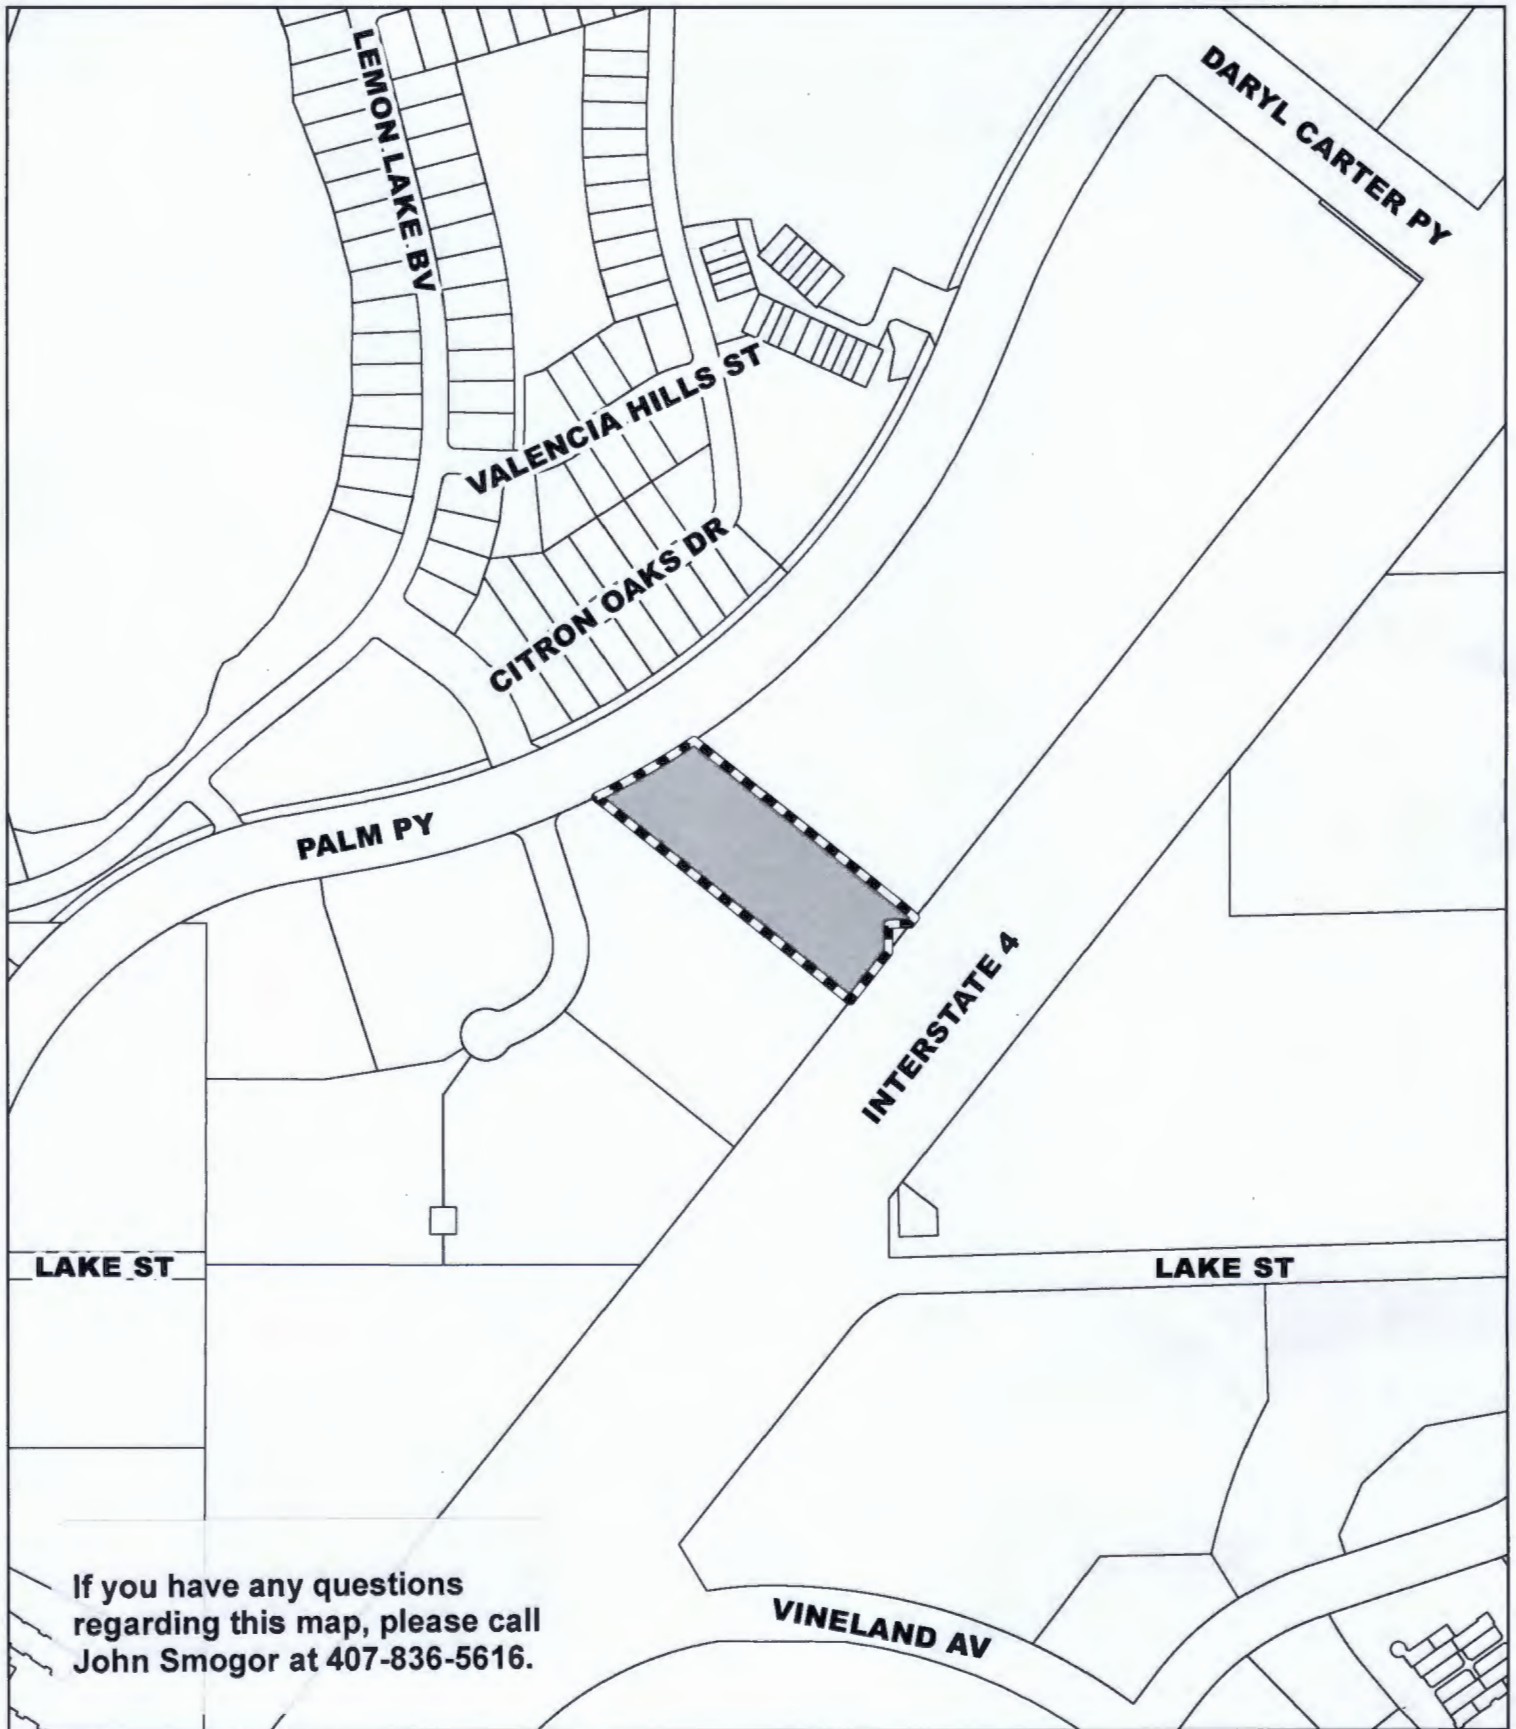 LEMON LAKE BV
DARYL CARTER PY
VALENCIA HILLS ST
CITRON OAKS DR
PALM PY
INTERSTATE 4
LAKE ST
LAKE ST
If you have any questions
regarding this map, please call
John Smogor at 407-836-5616.
VINELAND AV